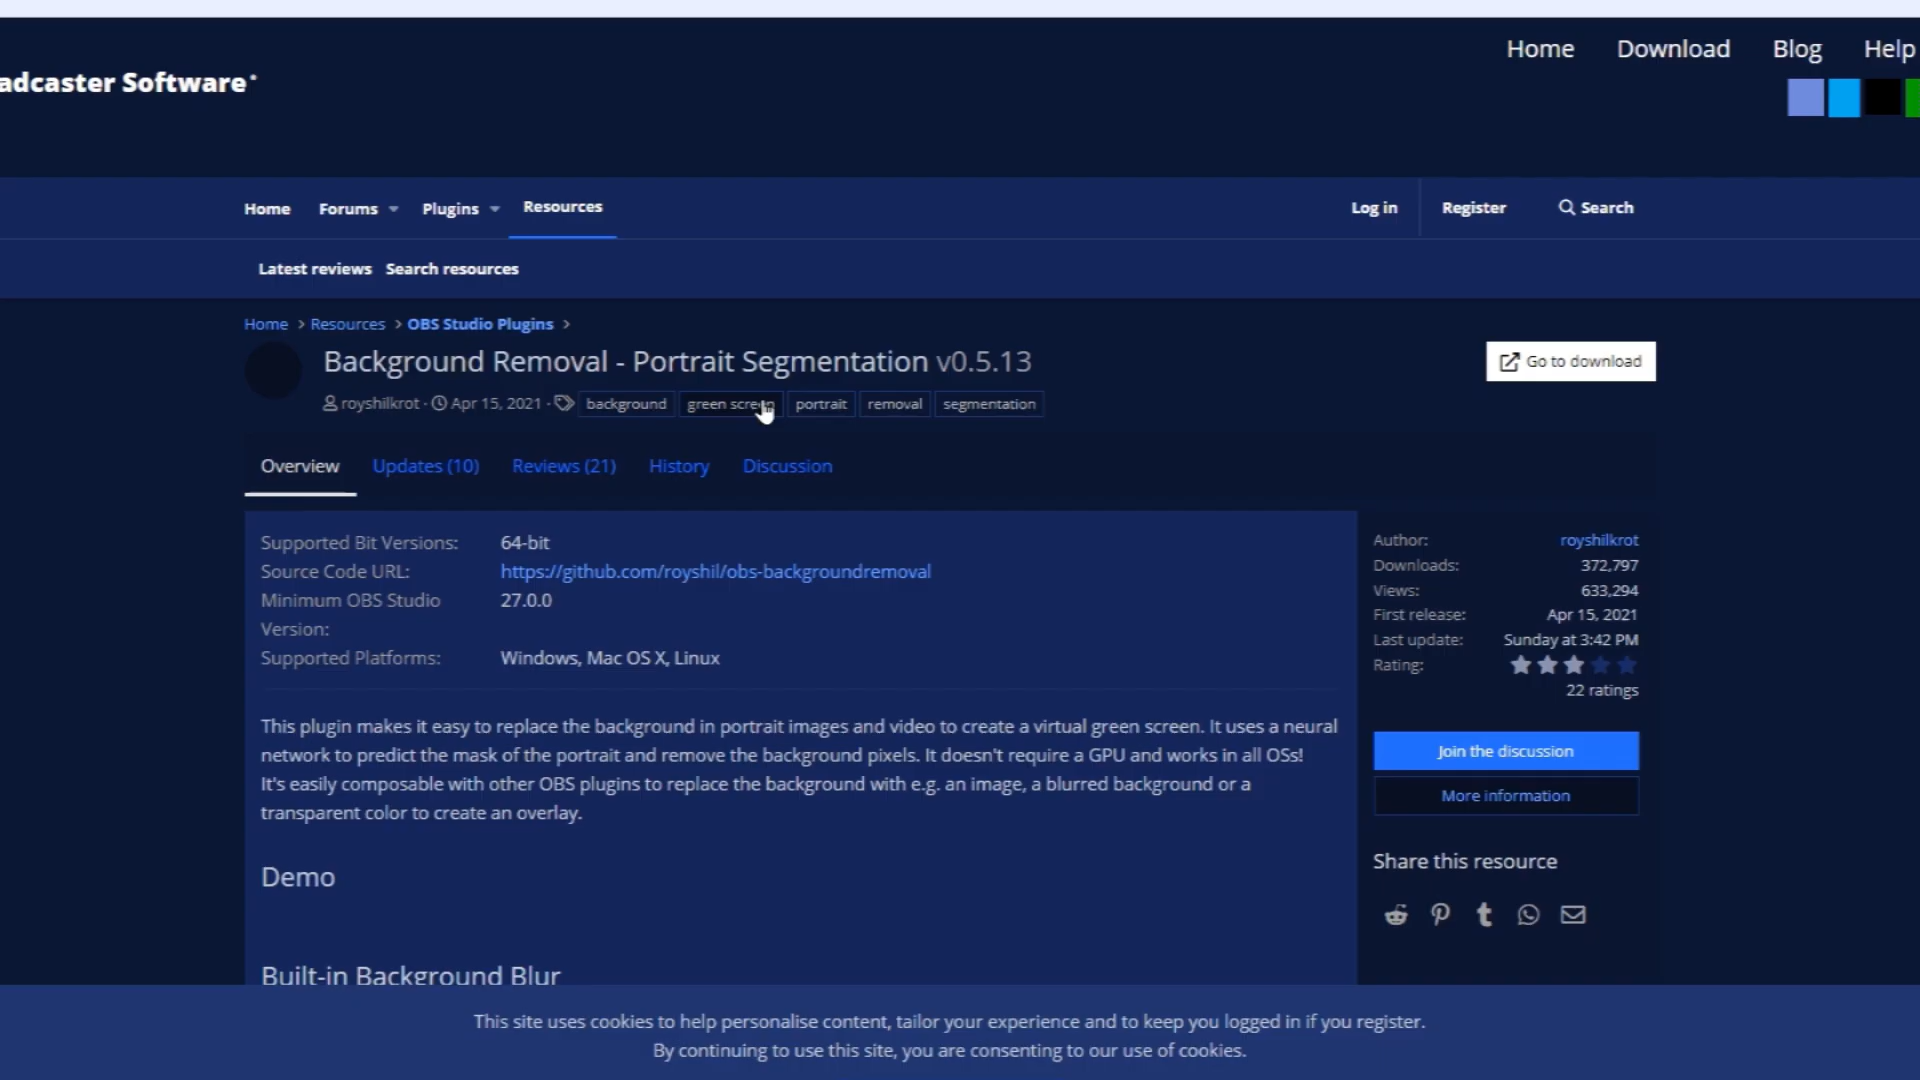 Home Download Blog Help
adcaster Software
Home Forums Plugins Resources Log in Register Search
Latest reviews Search resources
Home > Resources > OBS Studio Plugins >
Background Removal - Portrait Segmentation v0.5.13
Go to download
royshilkrot · Apr 15, 2021 · background green screen portrait removal segmentation
Overview Updates (10) Reviews (21) History Discussion
Supported Bit Versions: 64-bit
Source Code URL: https://github.com/royshil/obs-backgroundremoval
Minimum OBS Studio 27.0.0
Version:
Supported Platforms: Windows, Mac OS X, Linux
This plugin makes it easy to replace the background in portrait images and video to create a virtual green screen. It uses a neural
network to predict the mask of the portrait and remove the background pixels. It doesn't require a GPU and works in all OSs!
It's easily composable with other OBS plugins to replace the background with e.g. an image, a blurred background or a
transparent color to create an overlay.
Demo
Built-in Background Blur
Author: royshilkrot
Downloads: 372,797
Views: 633,294
First release: Apr 15, 2021
Last update: Sunday at 3:42 PM
Rating:
22 ratings
Join the discussion
More information
Share this resource
This site uses cookies to help personalise content, tailor your experience and to keep you logged in if you register.
By continuing to use this site, you are consenting to our use of cookies.